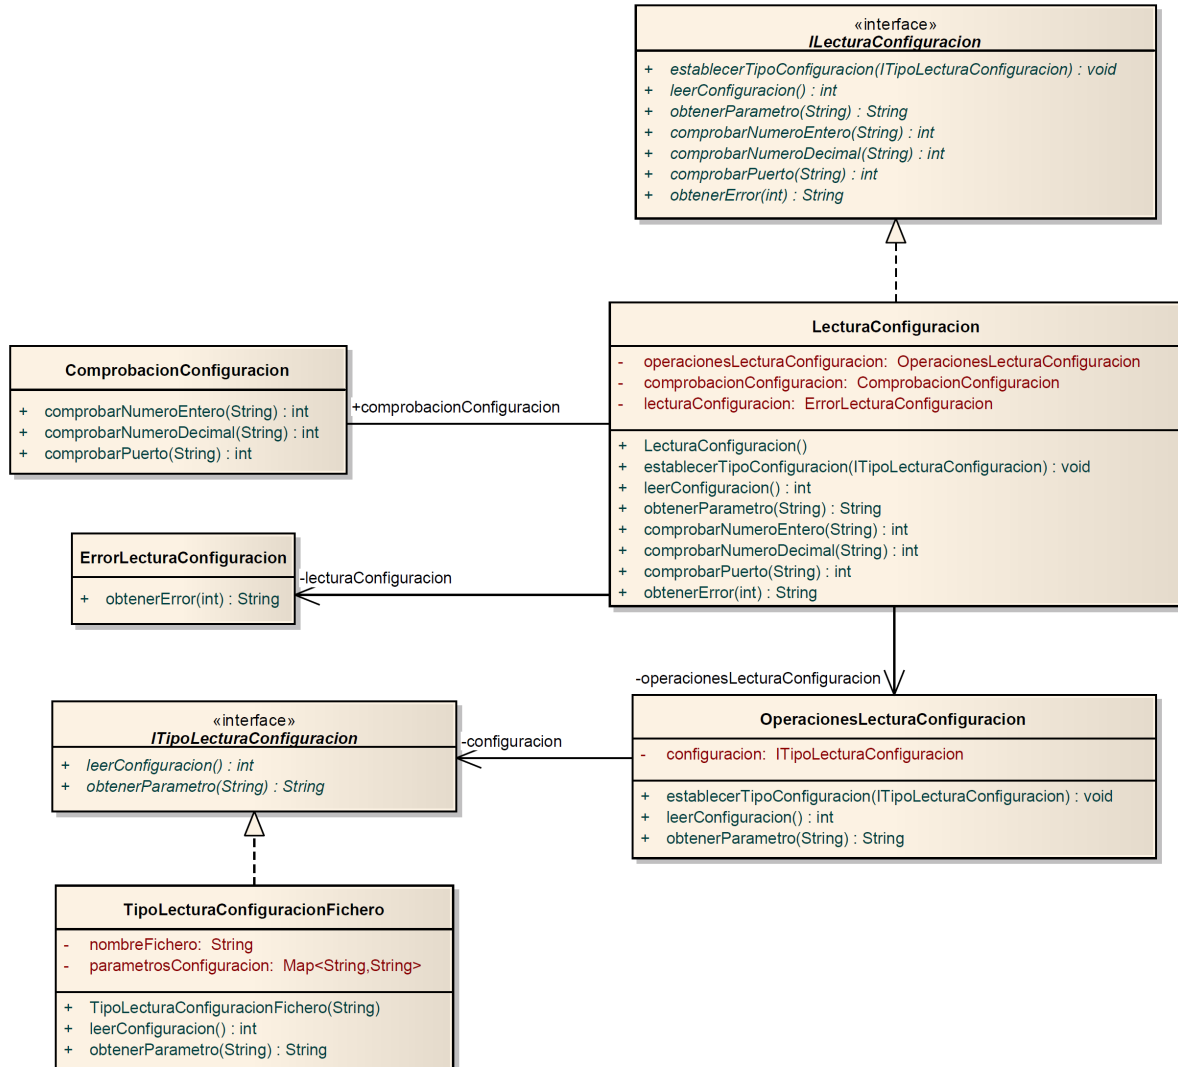 «interface»
ILecturaConfiguracion
+ establecerTipoConfiguracion(ITipoLecturaConfiguracion) : void
+ leerConfiguracion() : int
+ obtenerParametro(String) : String
+ comprobarNumeroEntero(String) : int
+ comprobarNumeroDecimal(String) : int
+ comprobarPuerto(String) : int
+ obtenerError(int) : String
LecturaConfiguracion
- operacionesLecturaConfiguracion: OperacionesLecturaConfiguracion
- comprobacionConfiguracion: ComprobacionConfiguracion
- lecturaConfiguracion: ErrorLecturaConfiguracion
+ LecturaConfiguracion()
+ establecerTipoConfiguracion(ITipoLecturaConfiguracion) : void
+ leerConfiguracion() : int
+ obtenerParametro(String) : String
+ comprobarNumeroEntero(String) : int
+ comprobarNumeroDecimal(String) : int
+ comprobarPuerto(String) : int
+ obtenerError(int) : String
ComprobacionConfiguracion
+ comprobarNumeroEntero(String) : int
+ comprobarNumeroDecimal(String) : int
+ comprobarPuerto(String) : int
+comprobacionConfiguracion
ErrorLecturaConfiguracion
+ obtenerError(int) : String
-lecturaConfiguracion
-operacionesLecturaConfiguracion
OperacionesLecturaConfiguracion
- configuracion: ITipoLecturaConfiguracion
+ establecerTipoConfiguracion(ITipoLecturaConfiguracion) : void
+ leerConfiguracion() : int
+ obtenerParametro(String) : String
«interface»
ITipoLecturaConfiguracion
+ leerConfiguracion() : int
+ obtenerParametro(String) : String
-configuracion
TipoLecturaConfiguracionFichero
- nombreFichero: String
- parametrosConfiguracion: Map<String,String>
+ TipoLecturaConfiguracionFichero(String)
+ leerConfiguracion() : int
+ obtenerParametro(String) : String